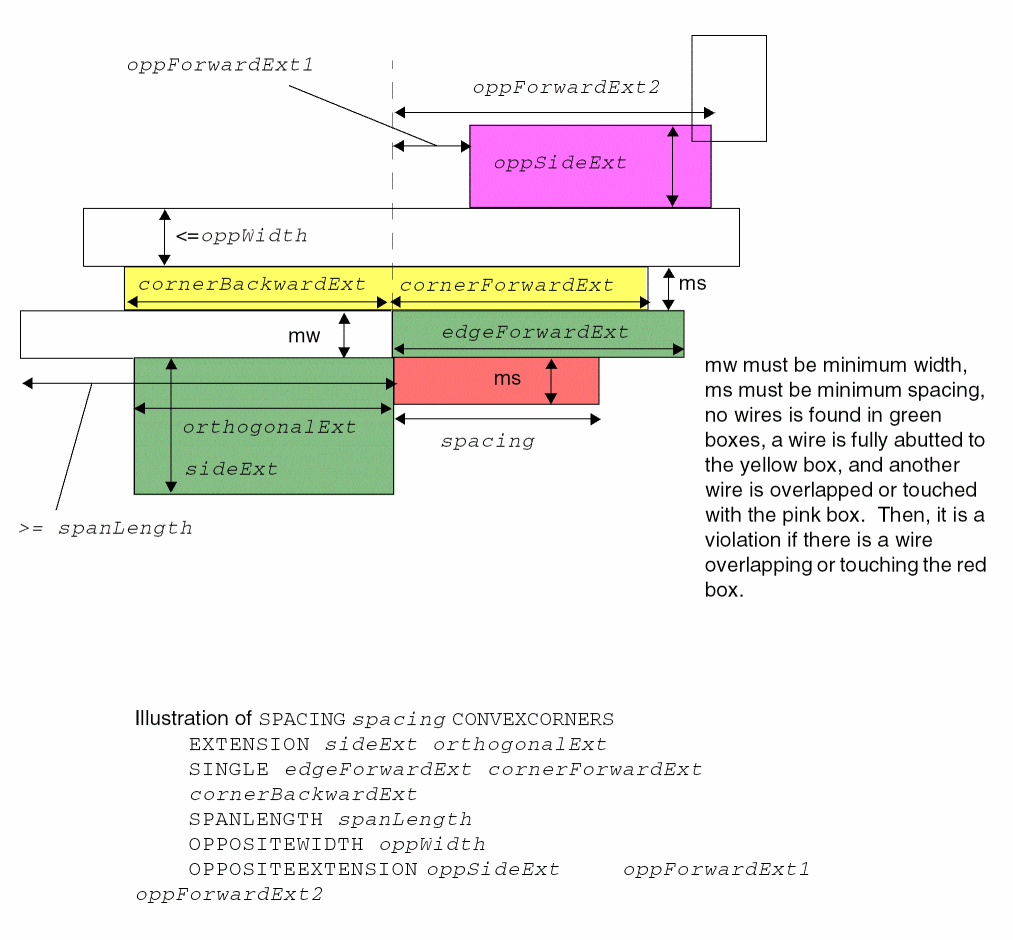 oppForwardExt1
oppForwardExt2
oppSideExt
<=oppWidth
cornerBackwardExt
cornerForwardExt
ms
mw
edgeForwardExt
ms
orthogonalExt
spacing
sideExt
>= spanLength
mw must be minimum width,
ms must be minimum spacing,
no wires is found in green
boxes, a wire is fully abutted to
the yellow box, and another
wire is overlapped or touched
with the pink box. Then, it is a
violation if there is a wire
overlapping or touching the red
box.
Illustration of SPACING spacing CONVEXCORNERS
EXTENSION sideExt orthogonalExt
SINGLE edgeForwardExt cornerForwardExt
cornerBackwardExt
SPANLENGTH spanLength
OPPOSITEWIDTH oppWidth
OPPOSITEEXTENSION oppSideExt oppForwardExt1
oppForwardExt2